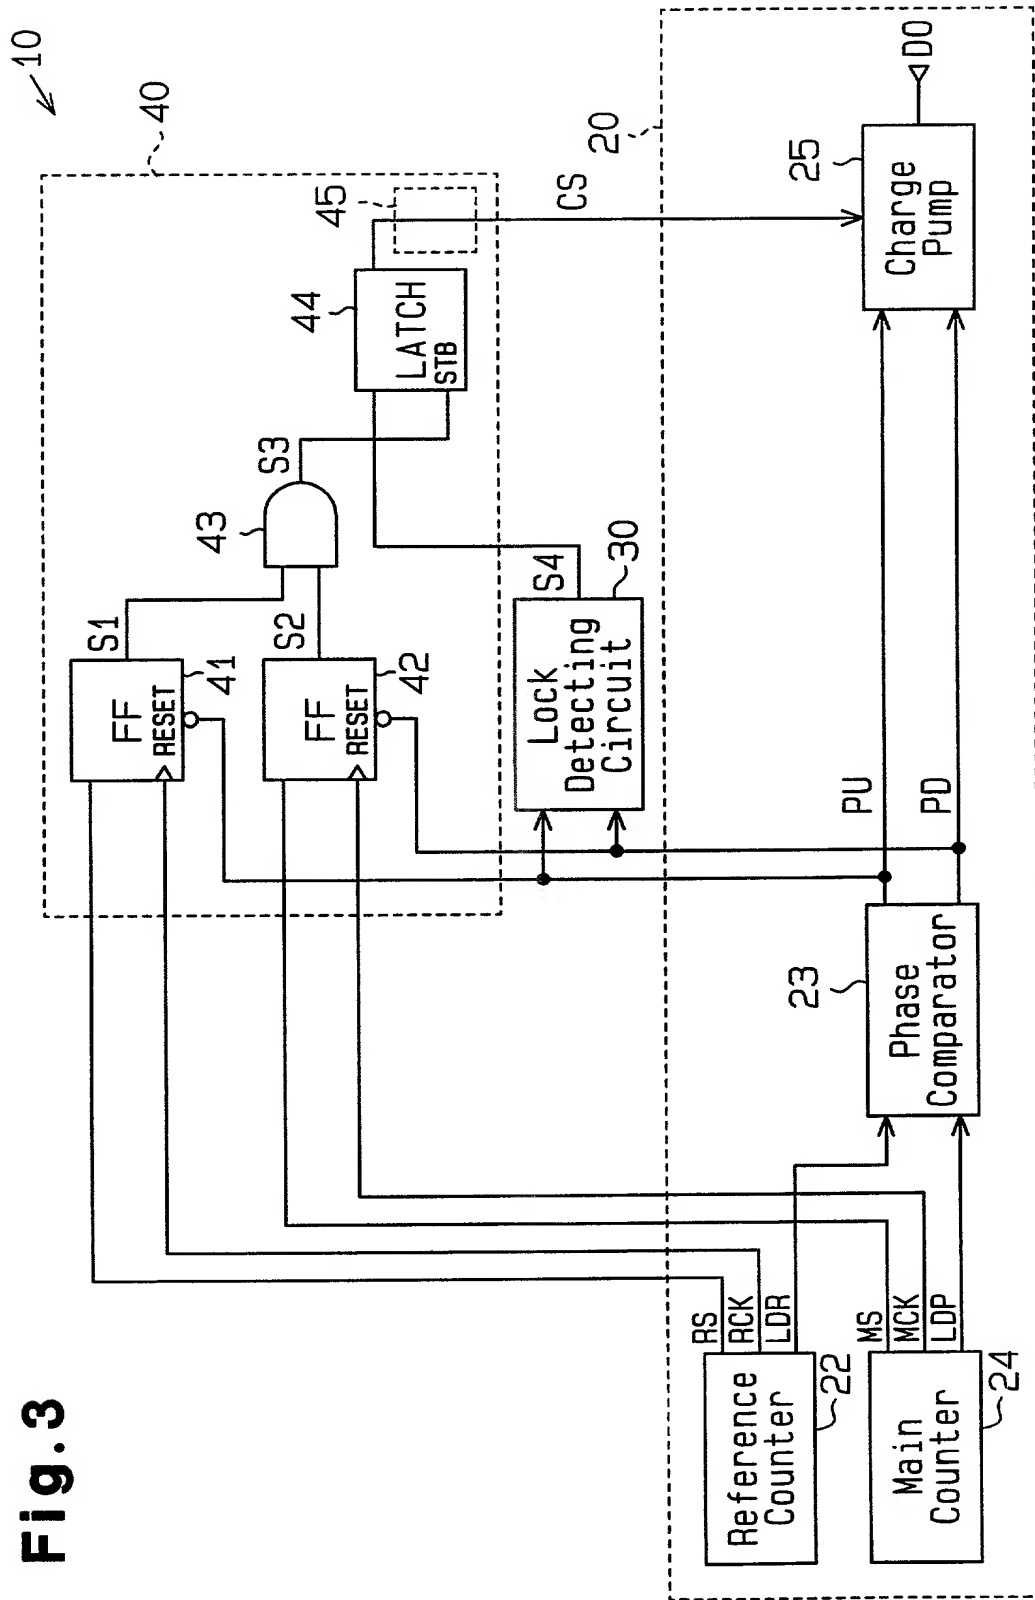 Fig.3
10
40
S1
FF
RESET
41
43
S3
44
45
LATCH
STB
S2
FF
RESET
42
CS
Lock
Detecting
Circuit
S4
30
20
RS
RCK
LDR
Reference
Counter
22
MS
MCK
LDP
Main
Counter
24
23
Phase
Comparator
PU
PD
25
Charge
Pump
DO